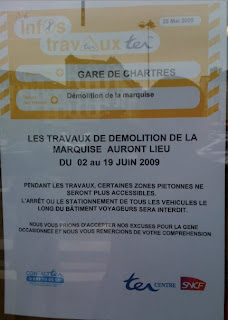 infos
travaux ter
20 Mai 2009
GARE DE CHARTRES
Démolition de la marquise
LES TRAVAUX DE DEMOLITION DE LA
MARQUISE AURONT LIEU
DU 02 au 19 JUIN 2009
PENDANT LES TRAVAUX, CERTAINES ZONES PIETONNES NE
SERONT PLUS ACCESSIBLES.
L'ARRÊT OU LE STATIONNEMENT DE TOUS LES VEHICULES LE
LONG DU BÂTIMENT VOYAGEURS SERA INTERDIT.
NOUS VOUS PRIONS D'ACCEPTER NOS EXCUSES POUR LA GENE
OCCASIONNEE ET NOUS VOUS REMERCIONS DE VOTRE COMPREHENSION
ter CENTRE SNCF